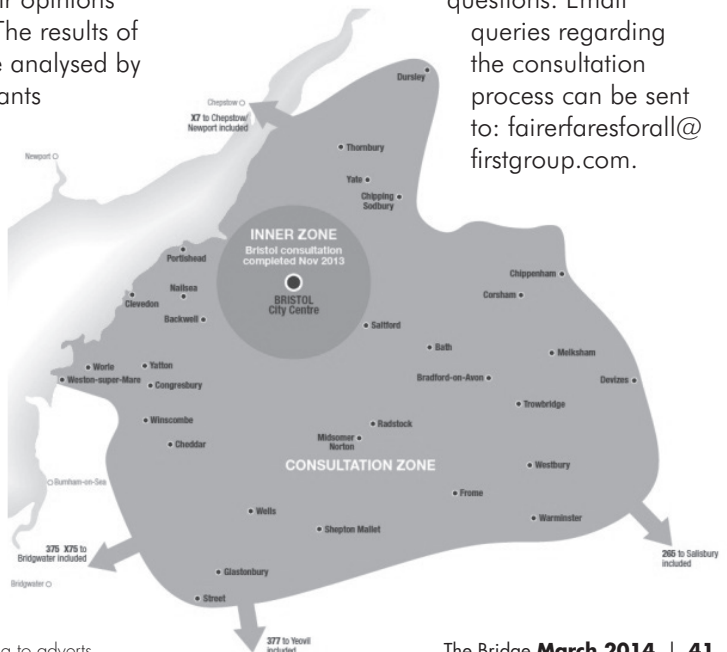 r opinions
The results of
e analysed by
ants
questions. Email
queries regarding
the consultation
process can be sent
to: fairerfaresforall@
firstgroup.com.
Dursley
Chepstow
X7 to Chepstow/
Newport included
Thornbury
Newport
Yate
Chipping
Sodbury
INNER ZONE
Bristol consultation
completed Nov 2013
BRISTOL
City Centre
Portishead
Nailsea
Clevedon
Backwell
Chippenham
Corsham
Saltford
Bath
Melksham
Bradford-on-Avon
Devizes
Worle
Yatton
Weston-super-Mare
Congresbury
Trowbridge
Winscombe
Radstock
Cheddar
Midsomer
Norton
CONSULTATION ZONE
Westbury
Burnham-on-Sea
Frome
Wells
Warminster
Shepton Mallet
375 X75 to
Bridgwater included
265 to Salisbury
included
Bridgwater
Glastonbury
Street
377 to Yeovil
included
g to adverts
The Bridge March 2014 | 41